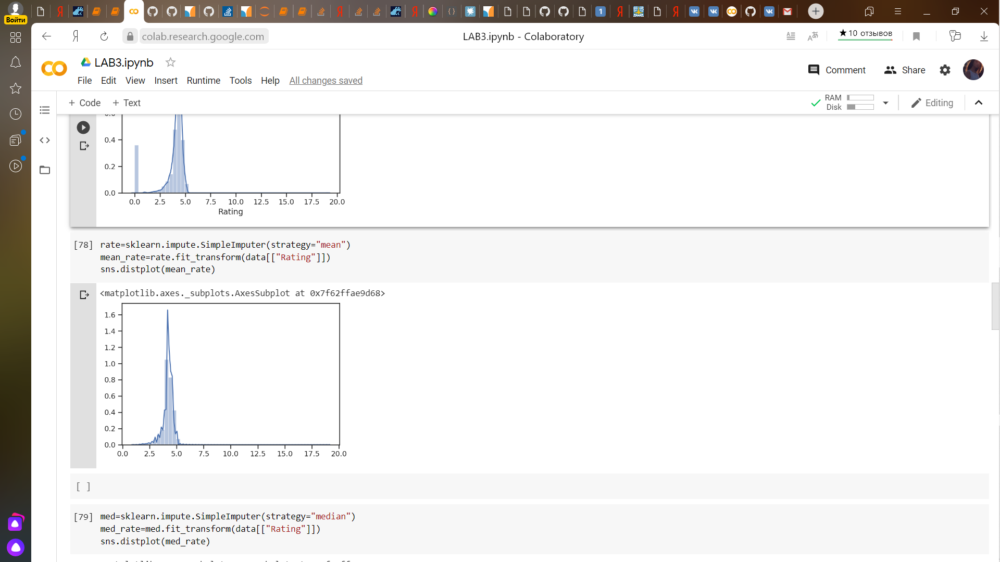 Войти
1
colab.research.google.com
LAB3.ipynb - Colaboratory
★10 отзывов
LAB3.ipynb
File Edit View Insert Runtime Tools Help All changes saved
Comment Share
+ Code + Text
RAM
Disk
Editing
0.4
0.2
0.0
0.0 2.5 5.0 7.5 10.0 12.5 15.0 17.5 20.0
Rating
[78] rate=sklearn.impute.SimpleImputer(strategy="mean")
mean_rate=rate.fit_transform(data[["Rating"]])
sns.distplot(mean_rate)
<matplotlib.axes._subplots.AxesSubplot at 0x7f62ffae9d68>
1.6
1.4
1.2
1.0
0.8
0.6
0.4
0.2
0.0
0.0 2.5 5.0 7.5 10.0 12.5 15.0 17.5 20.0
[ ]
[79] med=sklearn.impute.SimpleImputer(strategy="median")
med_rate=med.fit_transform(data[["Rating"]])
sns.distplot(med_rate)